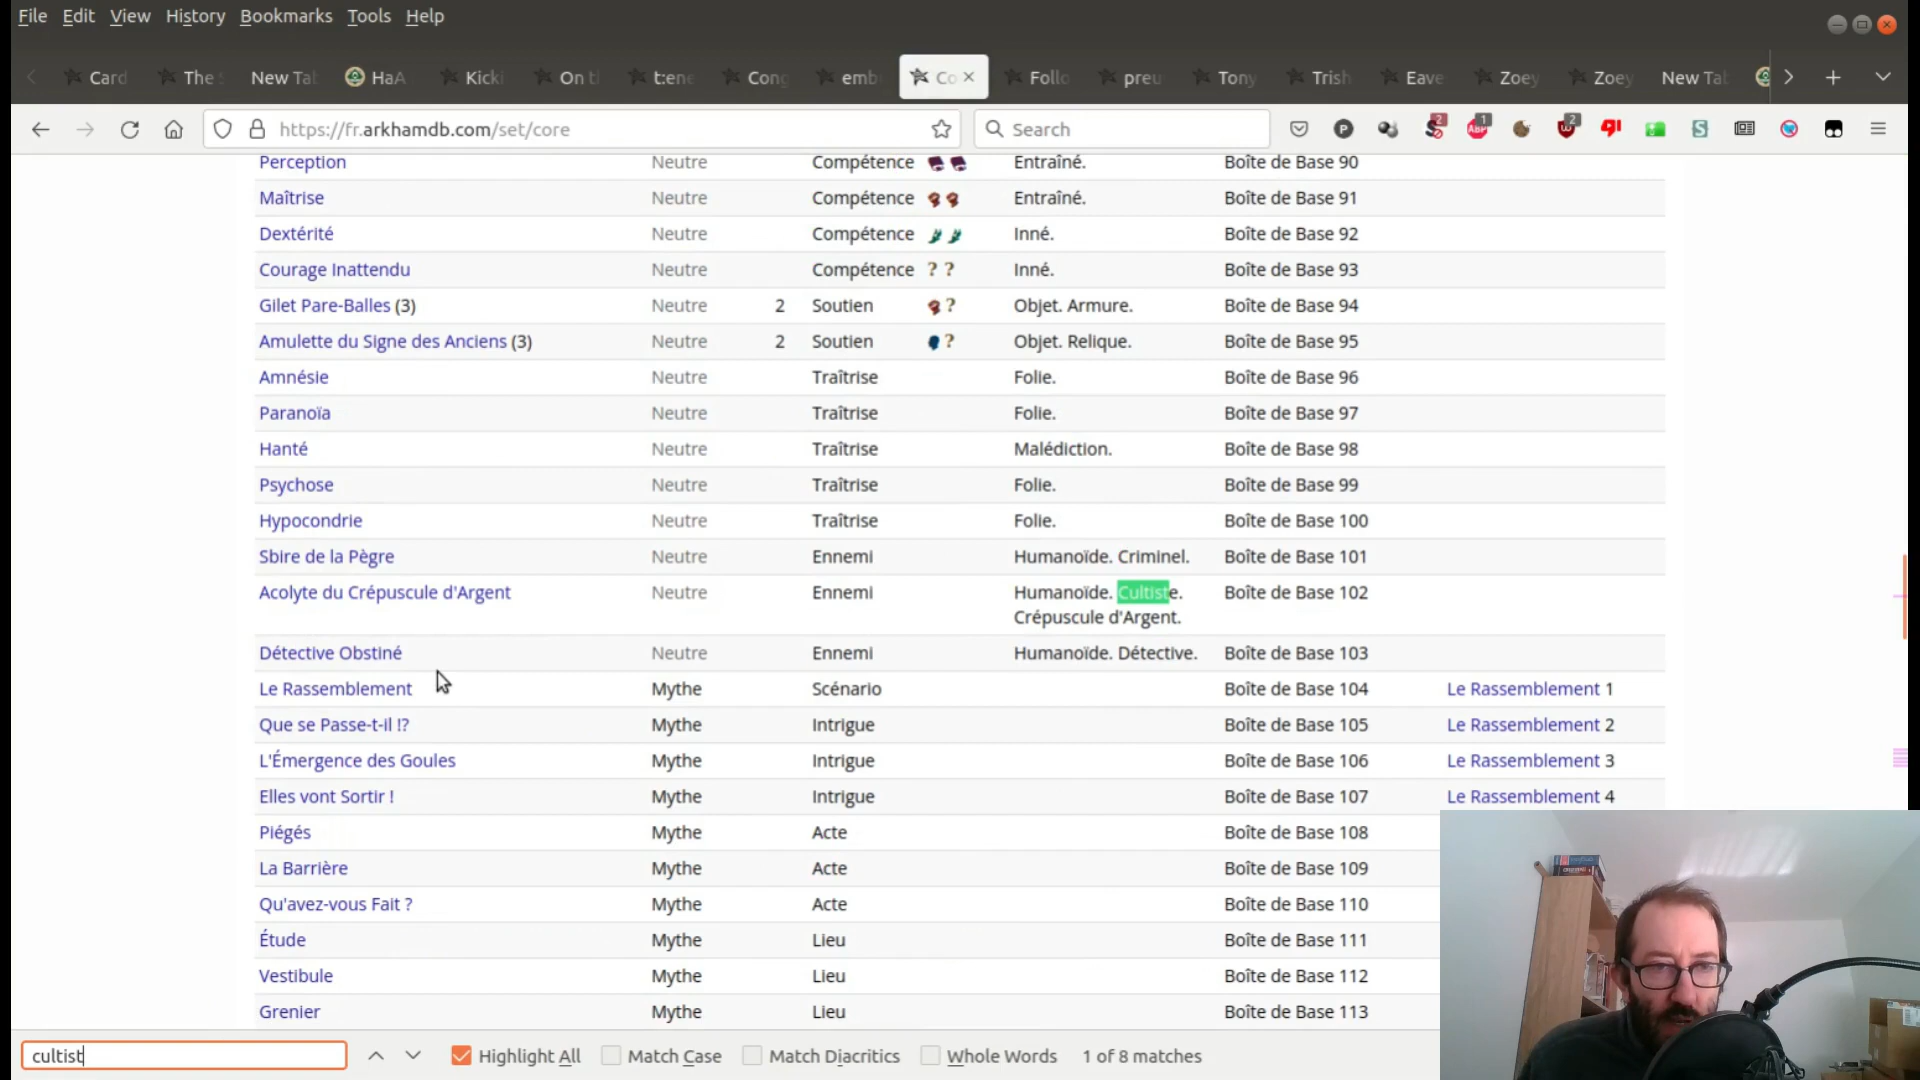 File Edit View History Bookmarks Tools Help
Card The New Tab HaA Kicki On t t:ene Cong emb Co × Follo preu Tony Trish Eave Zoey Zoey New Tab
https://fr.arkhamdb.com/set/core Search 2 1 2
Perception Neutre Compétence Entraîné. Boîte de Base 90
Maîtrise Neutre Compétence Entraîné. Boîte de Base 91
Dextérité Neutre Compétence Inné. Boîte de Base 92
Courage Inattendu Neutre Compétence ? ? Inné. Boîte de Base 93
Gilet Pare-Balles (3) Neutre 2 Soutien ? Objet. Armure. Boîte de Base 94
Amulette du Signe des Anciens (3) Neutre 2 Soutien ? Objet. Relique. Boîte de Base 95
Amnésie Neutre Traîtrise Folie. Boîte de Base 96
Paranoïa Neutre Traîtrise Folie. Boîte de Base 97
Hanté Neutre Traîtrise Malédiction. Boîte de Base 98
Psychose Neutre Traîtrise Folie. Boîte de Base 99
Hypocondrie Neutre Traîtrise Folie. Boîte de Base 100
Sbire de la Pègre Neutre Ennemi Humanoïde. Criminel. Boîte de Base 101
Acolyte du Crépuscule d'Argent Neutre Ennemi Humanoïde. Cultiste. Boîte de Base 102
Crépuscule d'Argent.
Détective Obstiné Neutre Ennemi Humanoïde. Détective. Boîte de Base 103
Le Rassemblement Mythe Scénario Boîte de Base 104 Le Rassemblement 1
Que se Passe-t-il !? Mythe Intrigue Boîte de Base 105 Le Rassemblement 2
L'Émergence des Goules Mythe Intrigue Boîte de Base 106 Le Rassemblement 3
Elles vont Sortir ! Mythe Intrigue Boîte de Base 107 Le Rassemblement 4
Piégés Mythe Acte Boîte de Base 108
La Barrière Mythe Acte Boîte de Base 109
Qu'avez-vous Fait ? Mythe Acte Boîte de Base 110
Étude Mythe Lieu Boîte de Base 111
Vestibule Mythe Lieu Boîte de Base 112
Grenier Mythe Lieu Boîte de Base 113
cultist Highlight All Match Case Match Diacritics Whole Words 1 of 8 matches